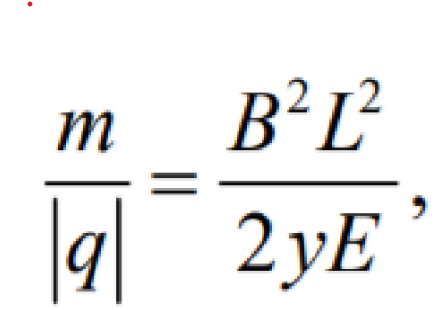 m/|q| = B²L²/2yE,